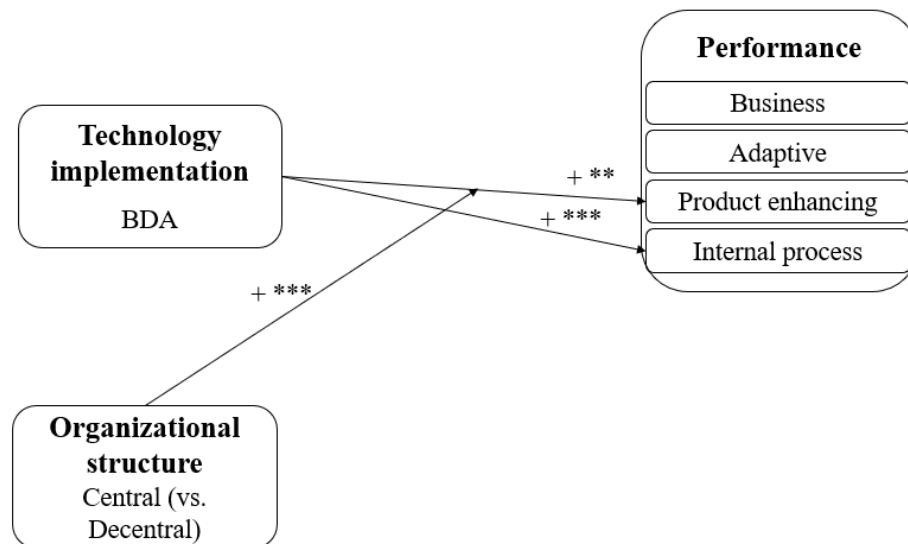 Performance
Business
Adaptive
Product enhancing
Internal process
Technology
implementation
BDA
+ **
+ ***
+ ***
Organizational
structure
Central (vs.
Decentral)